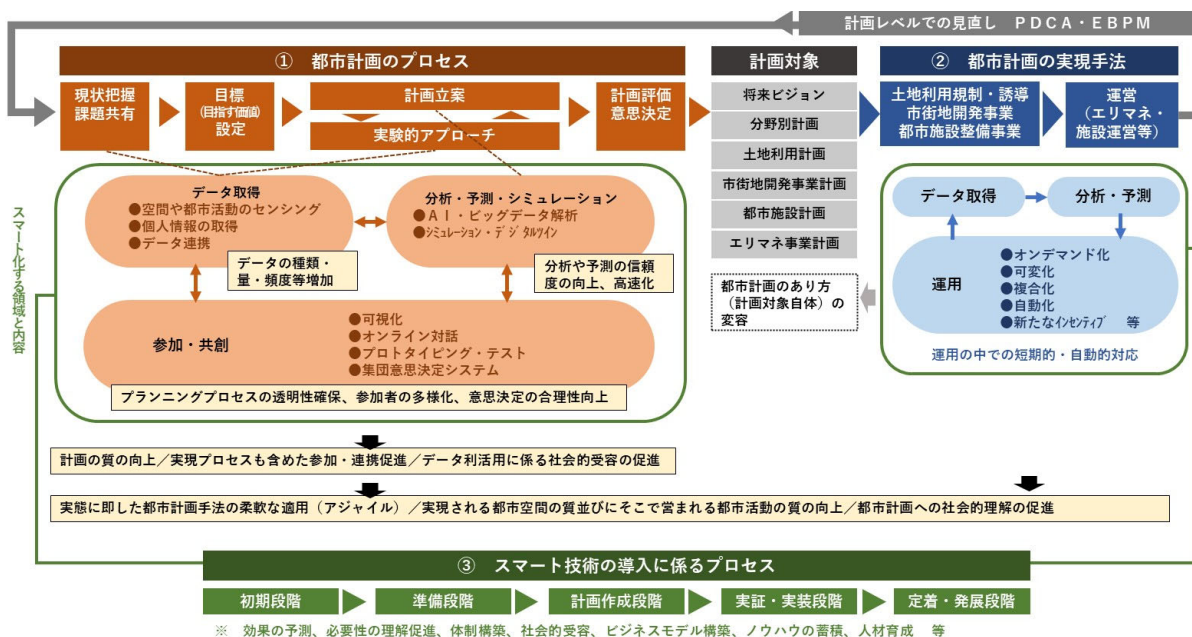 計画レベルでの見直し PDCA・EBPM
① 都市計画のプロセス
現状把握
課題共有
目標
(目指す価値)
設定
計画立案
実験的アプローチ
計画評価
意思決定
データ取得
●空間や都市活動のセンシング
●個人情報の取得
●データ連携
分析・予測・シミュレーション
●AI・ビッグデータ解析
●シミュレーション・デジタルツイン
データの種類・
量・頻度等増加
分析や予測の信頼
度の向上、高速化
参加・共創
●可視化
●オンライン対話
●プロトタイピング・テスト
●集団意思決定システム
プランニングプロセスの透明性確保、参加者の多様化、意思決定の合理性向上
計画対象
将来ビジョン
分野別計画
土地利用計画
市街地開発事業計画
都市施設計画
エリマネ事業計画
都市計画のあり方
(計画対象自体)の
変容
② 都市計画の実現手法
土地利用規制・誘導
市街地開発事業
都市施設整備事業
運営
(エリマネ・
施設運営等)
データ取得
分析・予測
運用
●オンデマンド化
●可変化
●複合化
●自動化
●新たなインセンティブ 等
運用の中での短期的・自動的対応
スマート化する領域と内容
計画の質の向上/実現プロセスも含めた参加・連携促進/データ利活用に係る社会的受容の促進
実態に即した都市計画手法の柔軟な適用(アジャイル)/実現される都市空間の質並びにそこで営まれる都市活動の質の向上/都市計画への社会的理解の促進
③ スマート技術の導入に係るプロセス
初期段階
準備段階
計画作成段階
実証・実装段階
定着・発展段階
※ 効果の予測、必要性の理解促進、体制構築、社会的受容、ビジネスモデル構築、ノウハウの蓄積、人材育成 等